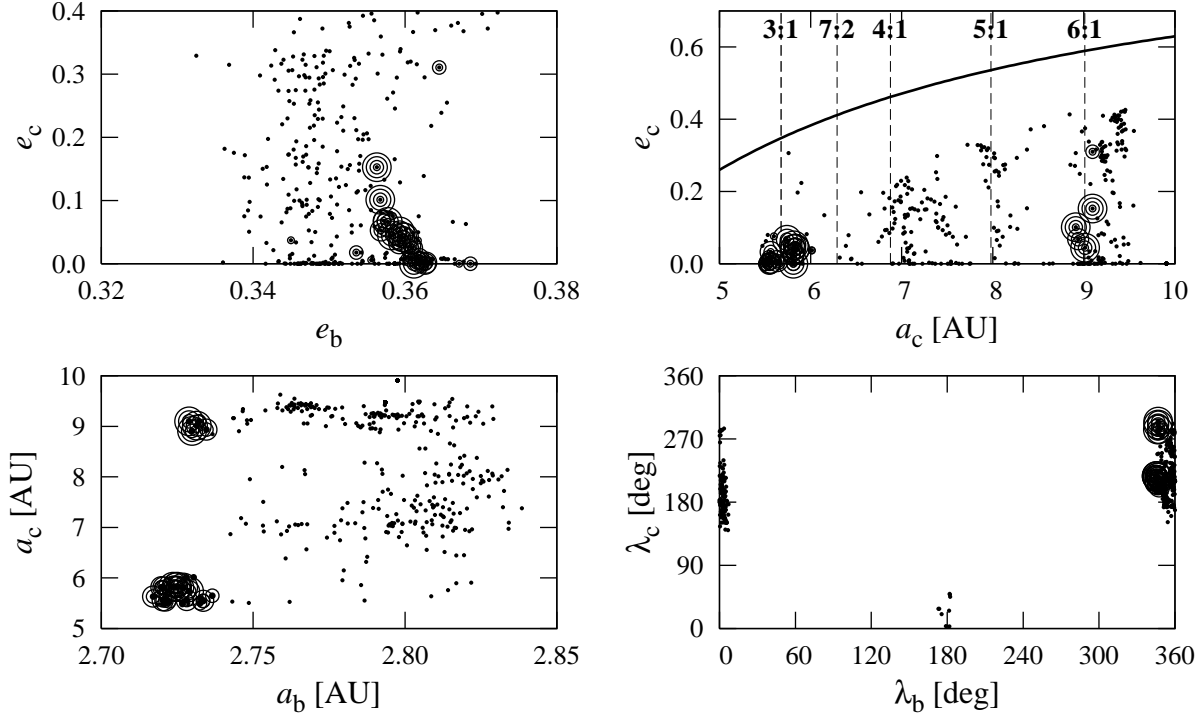 0.4
0.3
0.2
0.1
0.0
e_c
0.32 0.34 0.36 0.38
e_b
3:1 7:2 4:1 5:1 6:1
0.6
0.4
0.2
0.0
e_c
5 6 7 8 9 10
a_c [AU]
10
9
8
7
6
5
a_c [AU]
2.70 2.75 2.80 2.85
a_b [AU]
360
270
180
90
0
λ_c [deg]
0 60 120 180 240 300 360
λ_b [deg]